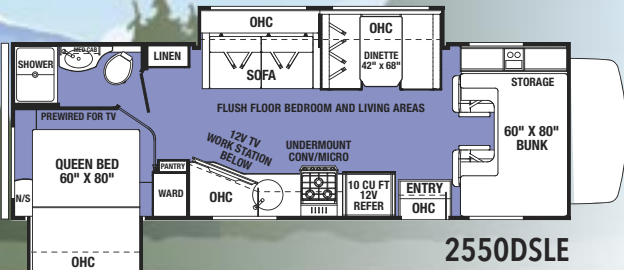 OHC
OHC
MED CAB
SHOWER
LINEN
SOFA
DINETTE
42" x 68"
STORAGE
PREWIRED FOR TV
FLUSH FLOOR BEDROOM AND LIVING AREAS
60" X 80"
BUNK
12V TV
WORK STATION
BELOW
UNDERMOUNT
CONV/MICRO
QUEEN BED
60" X 80"
PANTRY
N/S
WARD
OHC
10 CU FT
12V
REFER
ENTRY
OHC
OHC
2550DSLE